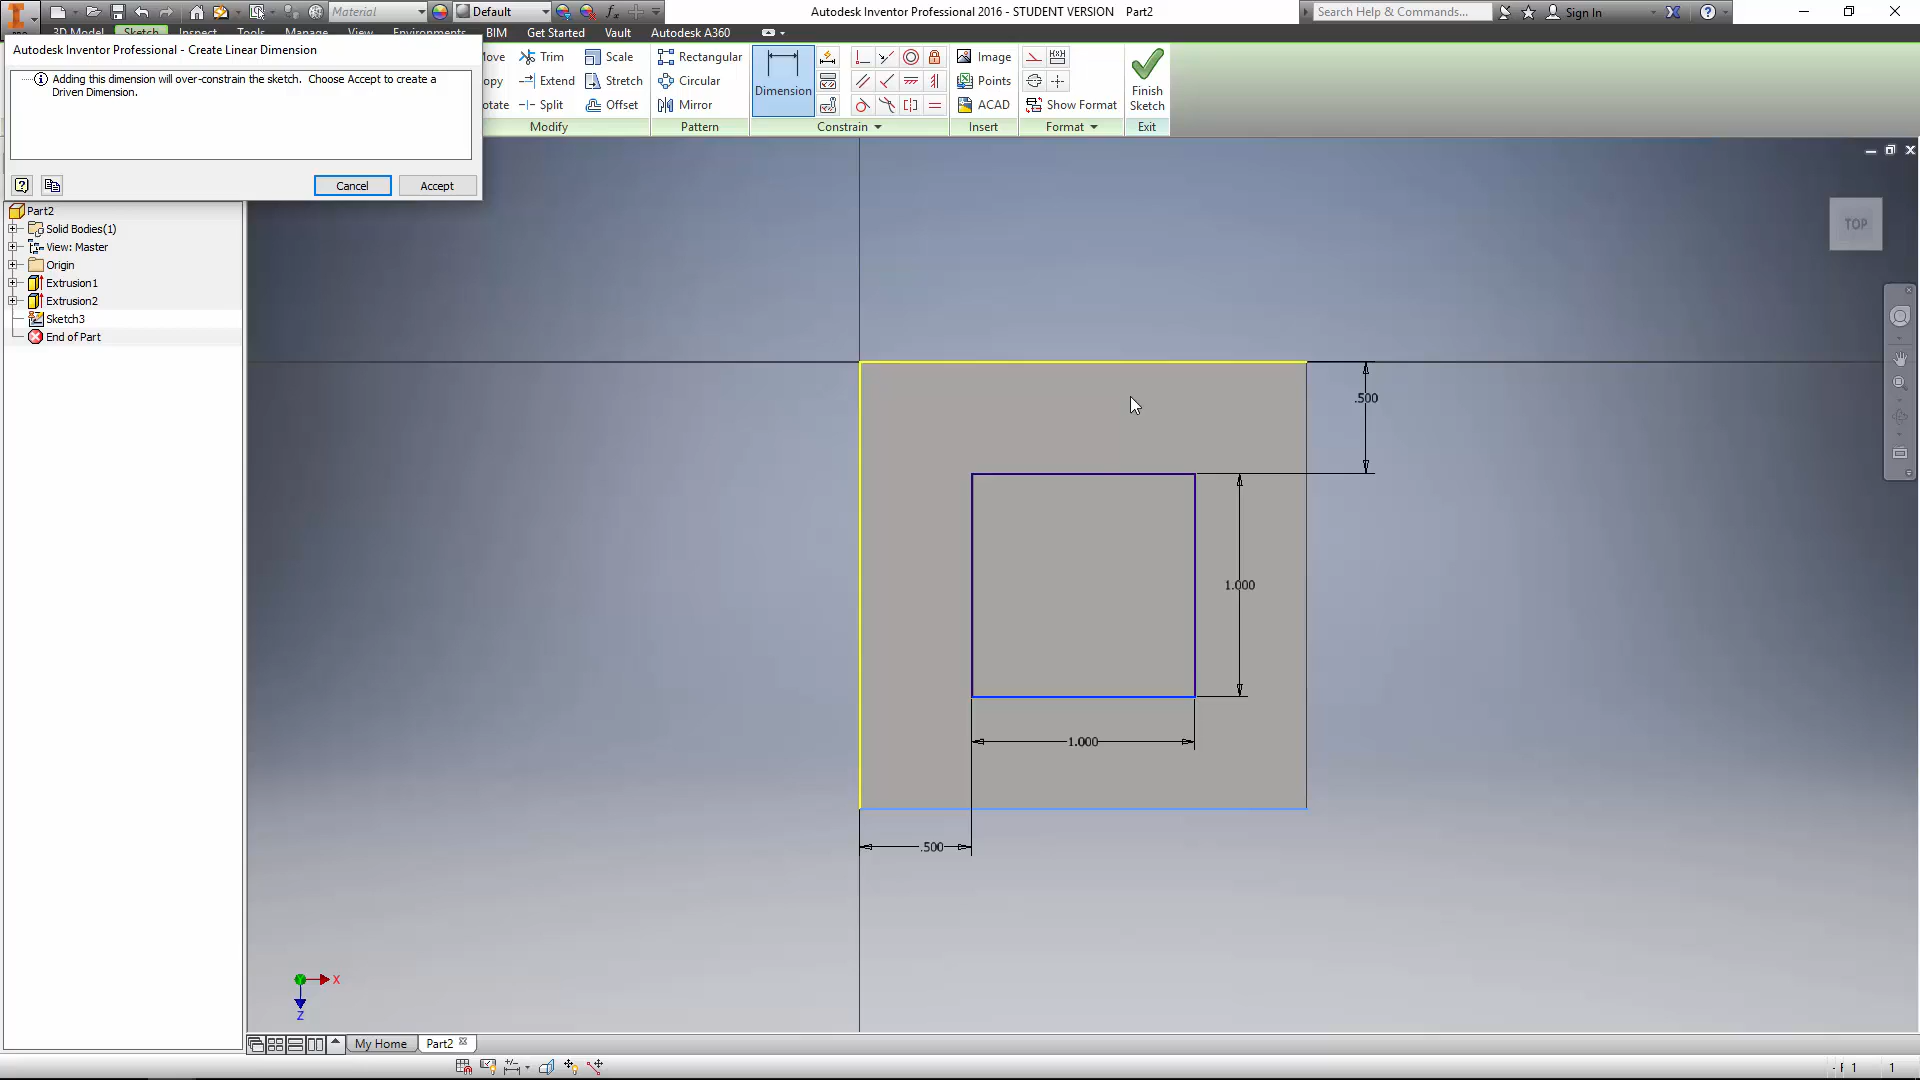 Material
Default
Autodesk Inventor Professional 2016 - STUDENT VERSION Part2
Search Help & Commands...
Sign In
3D Model Sketch Inspect Tools Manage View Environments BIM Get Started Vault Autodesk A360
Autodesk Inventor Professional - Create Linear Dimension
Adding this dimension will over-constrain the sketch. Choose Accept to create a
Driven Dimension.
Cancel
Accept
Trim
Scale
Extend
Stretch
Split
Offset
Modify
Rectangular
Circular
Mirror
Pattern
Dimension
Constrain
Image
Points
ACAD
Insert
Show Format
Format
Finish
Sketch
Exit
Part2
Solid Bodies(1)
View: Master
Origin
Extrusion1
Extrusion2
Sketch3
End of Part
TOP
.500
1.000
1.000
.500
X
Z
My Home
Part2
1
1